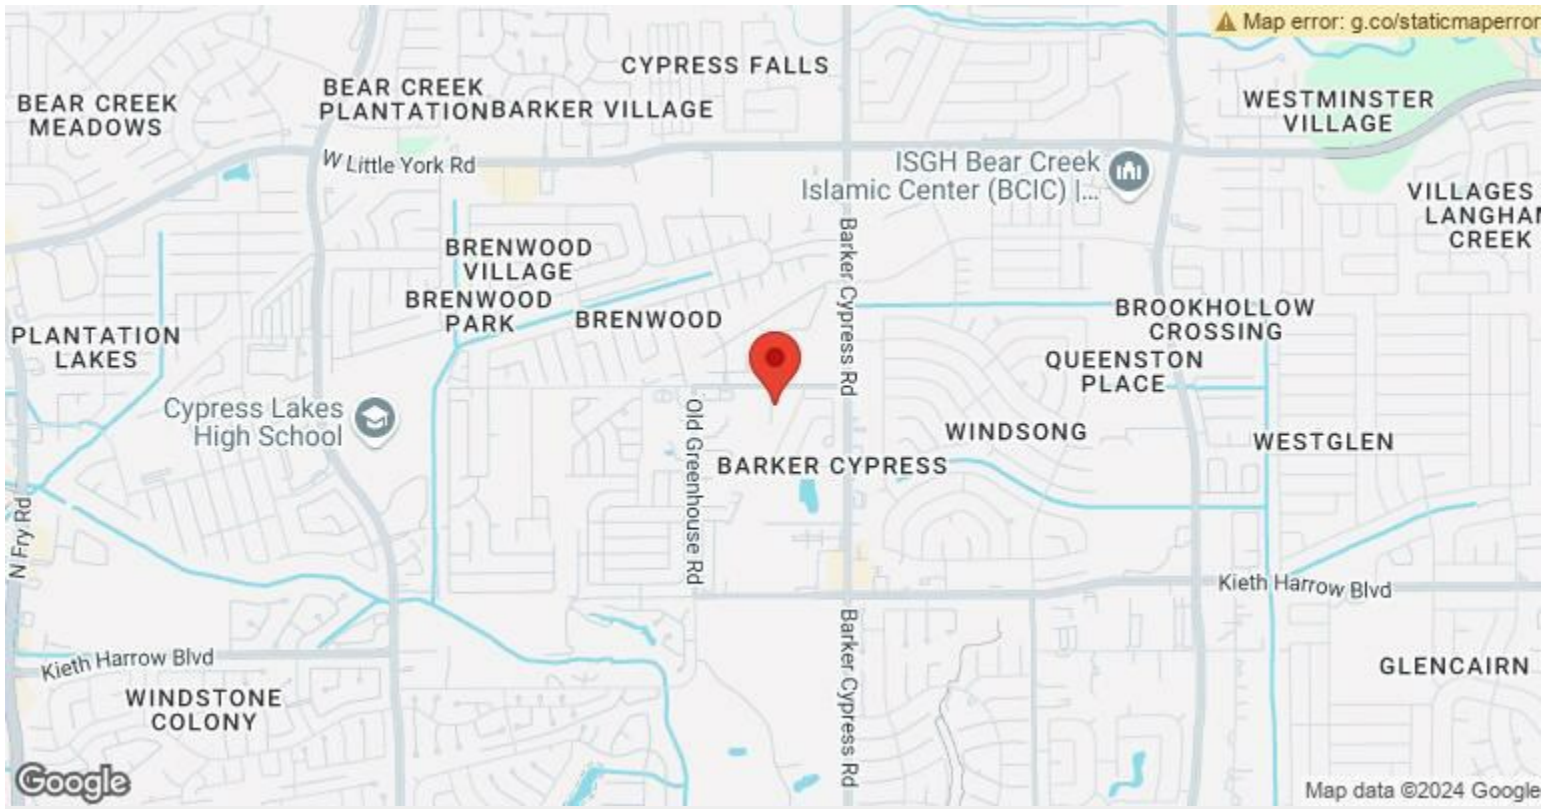 Map error: g.co/staticmaperror
CYPRESS FALLS
BEAR CREEK
PLANTATION
BARKER VILLAGE
BEAR CREEK
MEADOWS
WESTMINSTER
VILLAGE
W Little York Rd
ISGH Bear Creek
Islamic Center (BCIC) |...
VILLAGES
LANGHAM
CREEK
Barker Cypress Rd
BRENWOOD
VILLAGE
BRENWOOD
PARK
BRENWOOD
BROOKHOLLOW
CROSSING
PLANTATION
LAKES
QUEENSTON
PLACE
Cypress Lakes
High School
Old Greenhouse Rd
WINDSONG
WESTGLEN
BARKER CYPRESS
N Fry Rd
Kieth Harrow Blvd
Barker Cypress Rd
Kieth Harrow Blvd
GLENCAIRN
WINDSTONE
COLONY
Google
Map data ©2024 Google